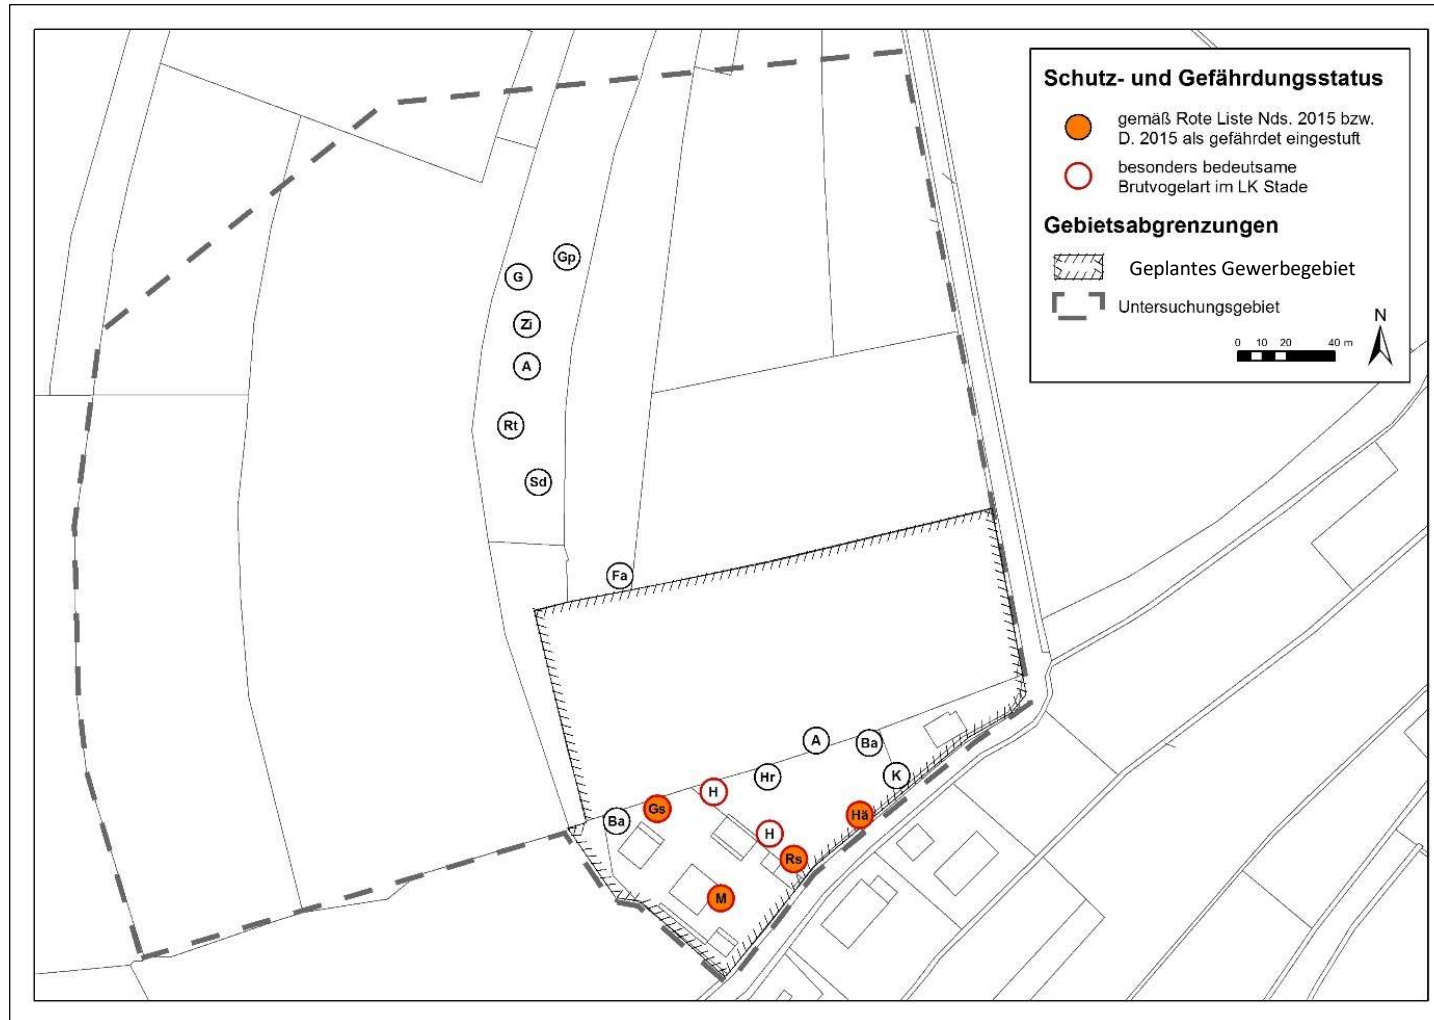 Schutz- und Gefährdungsstatus
gemäß Rote Liste Nds. 2015 bzw.
D. 2015 als gefährdet eingestuft
besonders bedeutsame
Brutvogelart im LK Stade
Gebietsabgrenzungen
Geplantes Gewerbegebiet
Untersuchungsgebiet
N
0 10 20 40 m
Gp
G
Zi
A
Rt
Sd
Fa
A
Ba
Hr
K
H
Gs
Ba
Hä
H
Rs
M